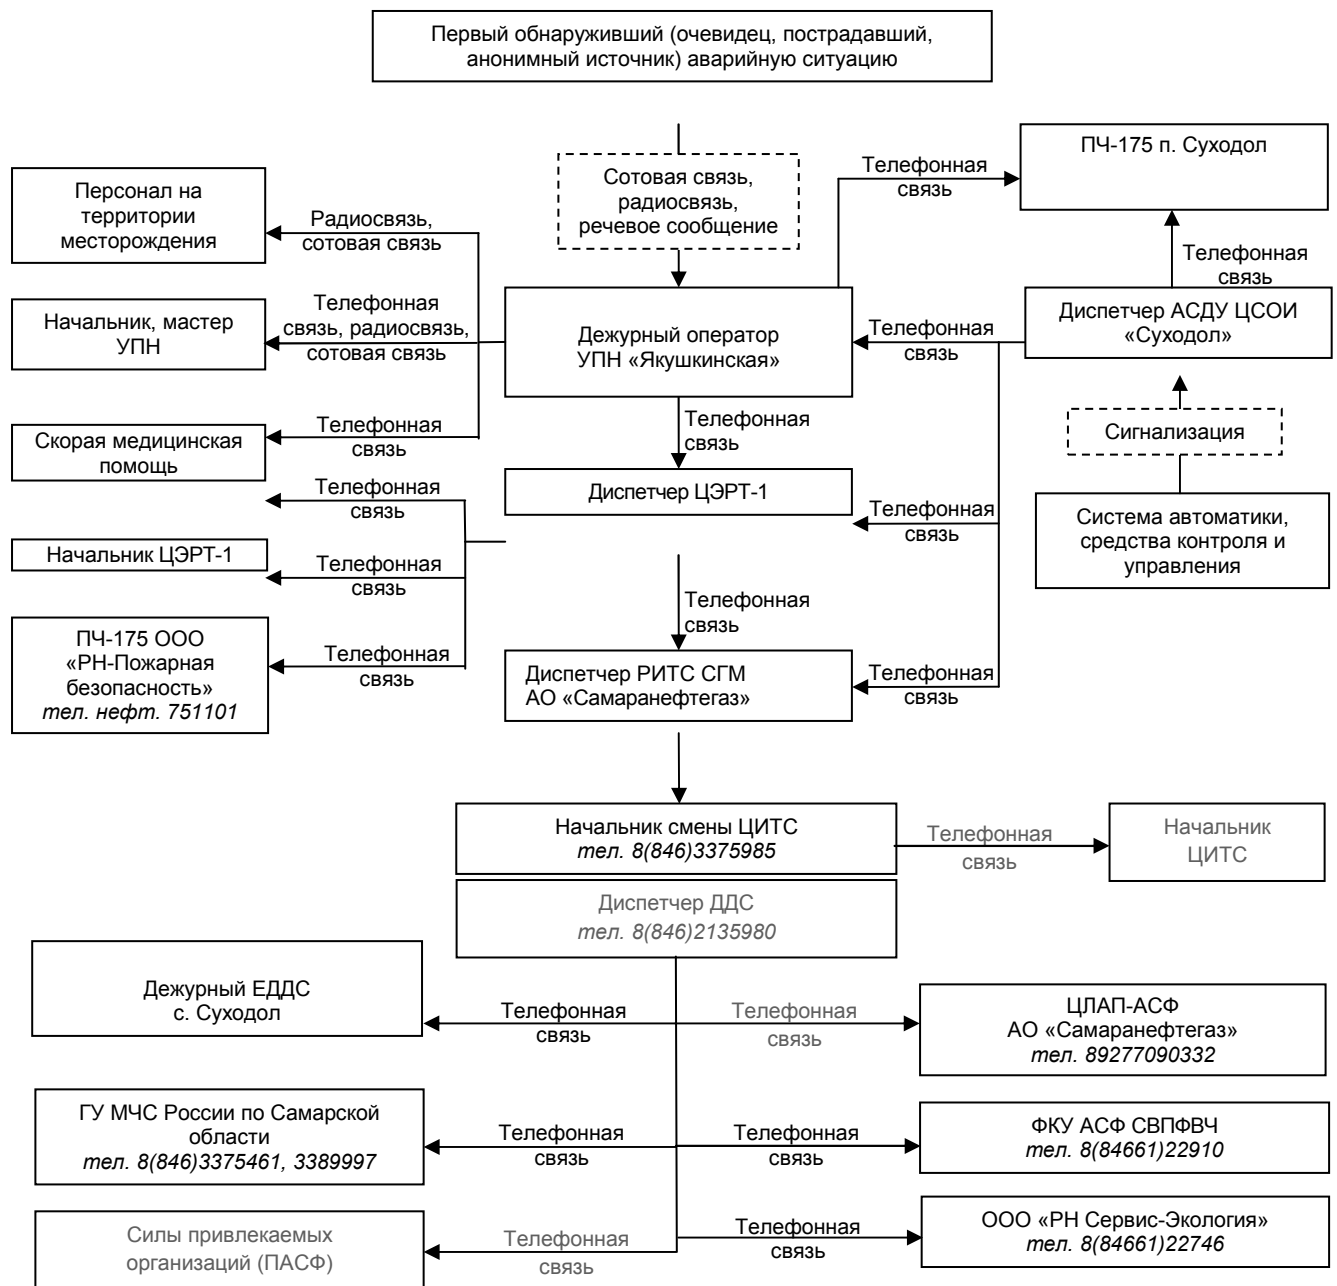 Первый обнаруживший (очевидец, пострадавший,
анонимный источник) аварийную ситуацию
Сотовая связь,
радиосвязь,
речевое сообщение
Телефонная
связь
ПЧ-175 п. Суходол
Персонал на
территории
месторождения
Радиосвязь,
сотовая связь
Телефонная
связь
Начальник, мастер
УПН
Телефонная
связь, радиосвязь,
сотовая связь
Дежурный оператор
УПН «Якушкинская»
Телефонная
связь
Диспетчер АСДУ ЦСОИ
«Суходол»
Сигнализация
Скорая медицинская
помощь
Телефонная
связь
Телефонная
связь
Телефонная
связь
Диспетчер ЦЭРТ-1
Телефонная
связь
Система автоматики,
средства контроля и
управления
Начальник ЦЭРТ-1
Телефонная
связь
Телефонная
связь
ПЧ-175 ООО
«РН-Пожарная
безопасность»
тел. нефт. 751101
Телефонная
связь
Диспетчер РИТС СГМ
АО «Самаранефтегаз»
Телефонная
связь
Начальник смены ЦИТС
тел. 8(846)3375985
Телефонная
связь
Начальник
ЦИТС
Диспетчер ДДС
тел. 8(846)2135980
Дежурный ЕДДС
с. Суходол
Телефонная
связь
Телефонная
связь
ЦЛАП-АСФ
АО «Самаранефтегаз»
тел. 89277090332
ГУ МЧС России по Самарской
области
тел. 8(846)3375461, 3389997
Телефонная
связь
Телефонная
связь
ФКУ АСФ СВПФВЧ
тел. 8(84661)22910
Силы привлекаемых
организаций (ПАСФ)
Телефонная
связь
Телефонная
связь
ООО «РН Сервис-Экология»
тел. 8(84661)22746